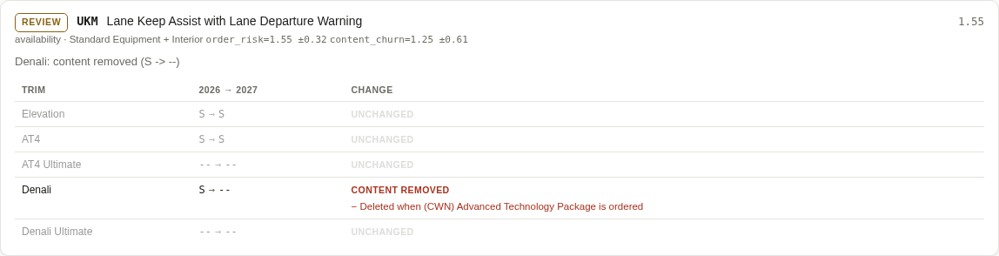 REVIEW UKM Lane Keep Assist with Lane Departure Warning 1.55
availability · Standard Equipment + Interior order_risk=1.55 ±0.32 content_churn=1.25 ±0.61
Denali: content removed (S -> --)
TRIM 2026 → 2027 CHANGE
Elevation S → S UNCHANGED
AT4 S → S UNCHANGED
AT4 Ultimate -- → -- UNCHANGED
Denali S → -- CONTENT REMOVED
− Deleted when (CWN) Advanced Technology Package is ordered
Denali Ultimate -- → -- UNCHANGED